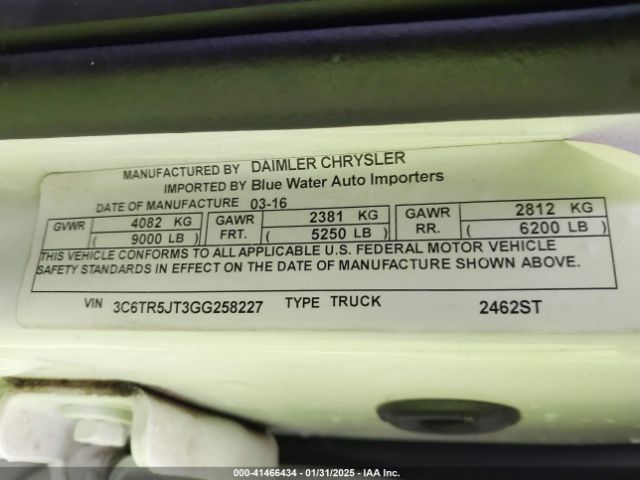 MANUFACTURED BY DAIMLER CHRYSLER
IMPORTED BY Blue Water Auto Importers
DATE OF MANUFACTURE 03-16
GVWR 4082 KG GAWR 2381 KG GAWR 2812 KG
( 9000 LB ) FRT. ( 5250 LB ) RR. ( 6200 LB )
THIS VEHICLE CONFORMS TO ALL APPLICABLE U.S. FEDERAL MOTOR VEHICLE
SAFETY STANDARDS IN EFFECT ON THE DATE OF MANUFACTURE SHOWN ABOVE.
VIN 3C6TR5JT3GG258227 TYPE TRUCK 2462ST
000-41466434 - 01/31/2025 - IAA Inc.